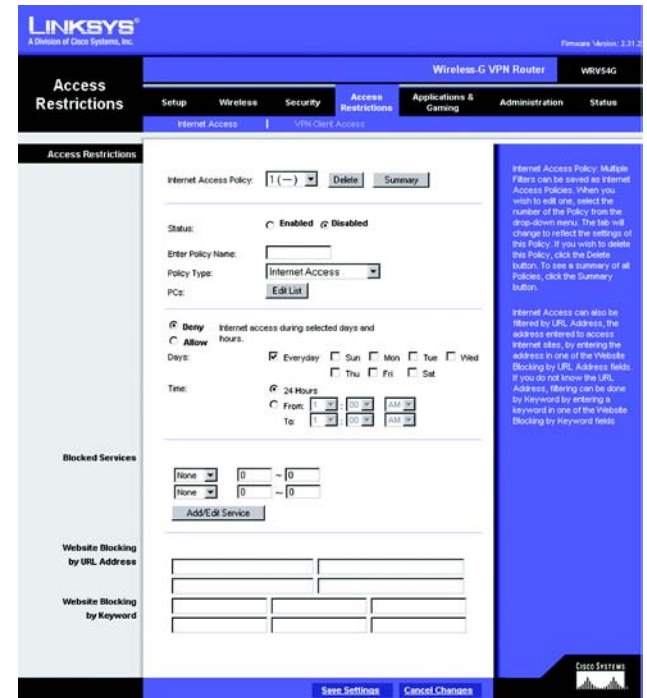 LINKSYS®
A Division of Cisco Systems, Inc.
Firmware Version: 2.31.2
Wireless-G VPN Router WRV54G
Access Restrictions
Setup Wireless Security Access Restrictions Applications & Gaming Administration Status
Internet Access | VPN Client Access
Access Restrictions
Internet Access Policy: 1 (---) Delete Summary
Status: Enabled Disabled
Enter Policy Name:
Policy Type: Internet Access
PCs: Edit List
Deny Internet access during selected days and
Allow hours.
Days: Everyday Sun Mon Tue Wed
Thu Fri Sat
Time: 24 Hours
From: 1 : 00 AM
To: 1 : 00 AM
Blocked Services
None 0 ~ 0
None 0 ~ 0
Add/Edit Service
Website Blocking
by URL Address
Website Blocking
by Keyword
Internet Access Policy: Multiple
Filters can be saved as Internet
Access Policies. When you
wish to edit one, select the
number of the Policy from the
drop-down menu. The tab will
change to reflect the settings of
this Policy. If you wish to delete
this Policy, click the Delete
button. To see a summary of all
Policies, click the Summary
button.
Internet Access can also be
filtered by URL Address, the
address entered to access
Internet sites, by entering the
address in one of the Website
Blocking by URL Address fields.
If you do not know the URL
Address, filtering can be done
by Keyword by entering a
keyword in one of the Website
Blocking by Keyword fields
Save Settings Cancel Changes
CISCO SYSTEMS